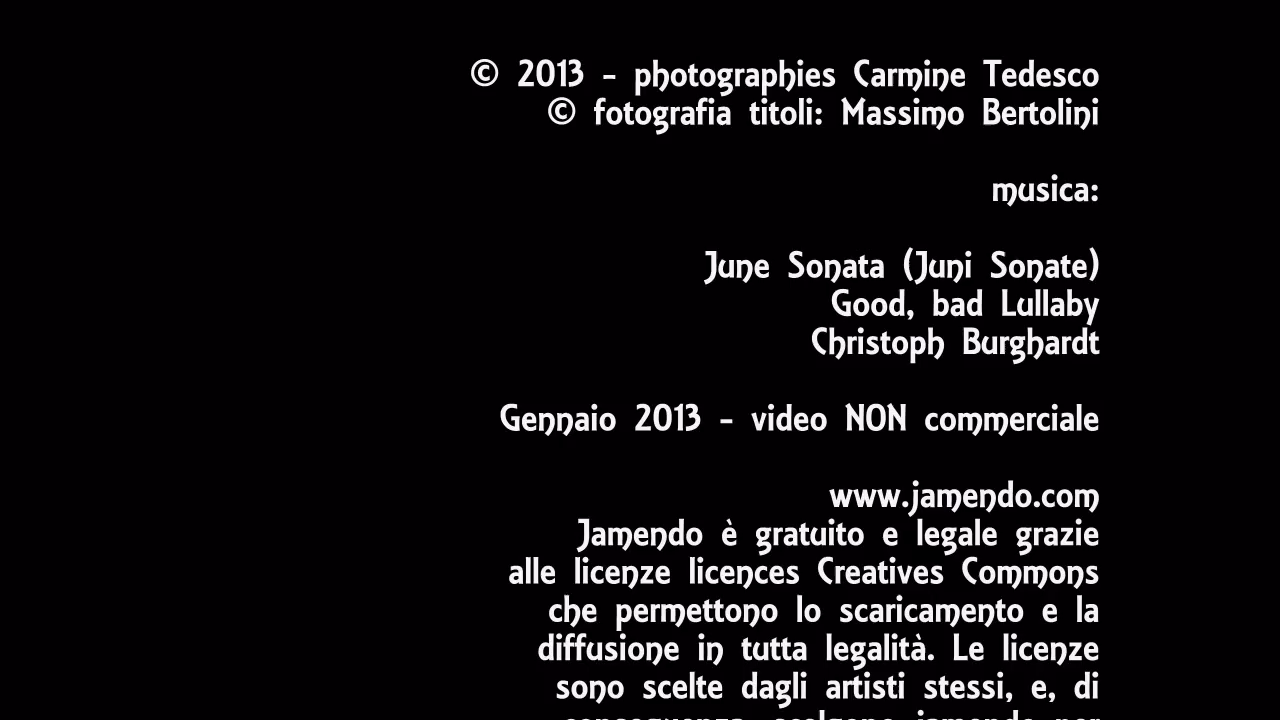 © 2013 - photographies Carmine Tedesco
© fotografia titoli: Massimo Bertolini
musica:
June Sonata (Juni Sonate)
Good, bad Lullaby
Christoph Burghardt
Gennaio 2013 - video NON commerciale
www.jamendo.com
Jamendo è gratuito e legale grazie
alle licenze licences Creatives Commons
che permettono lo scaricamento e la
diffusione in tutta legalità. Le licenze
sono scelte dagli artisti stessi, e, di